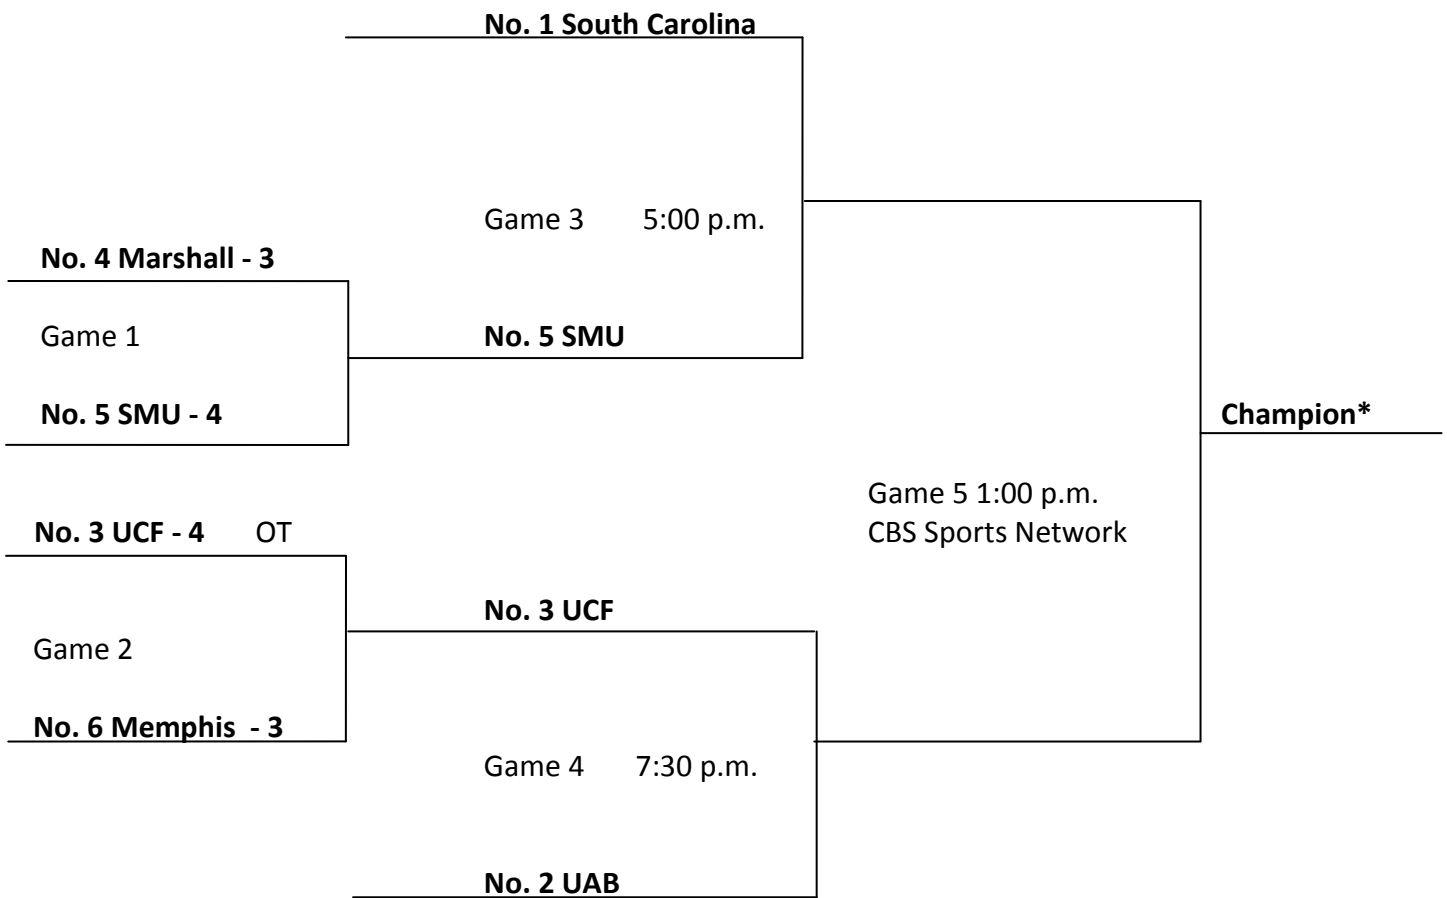 No. 1 South Carolina
Game 3 5:00 p.m.
No. 4 Marshall - 3
Game 1
No. 5 SMU
No. 5 SMU - 4
Champion*
Game 5 1:00 p.m.
CBS Sports Network
No. 3 UCF - 4 OT
No. 3 UCF
Game 2
No. 6 Memphis - 3
Game 4 7:30 p.m.
No. 2 UAB